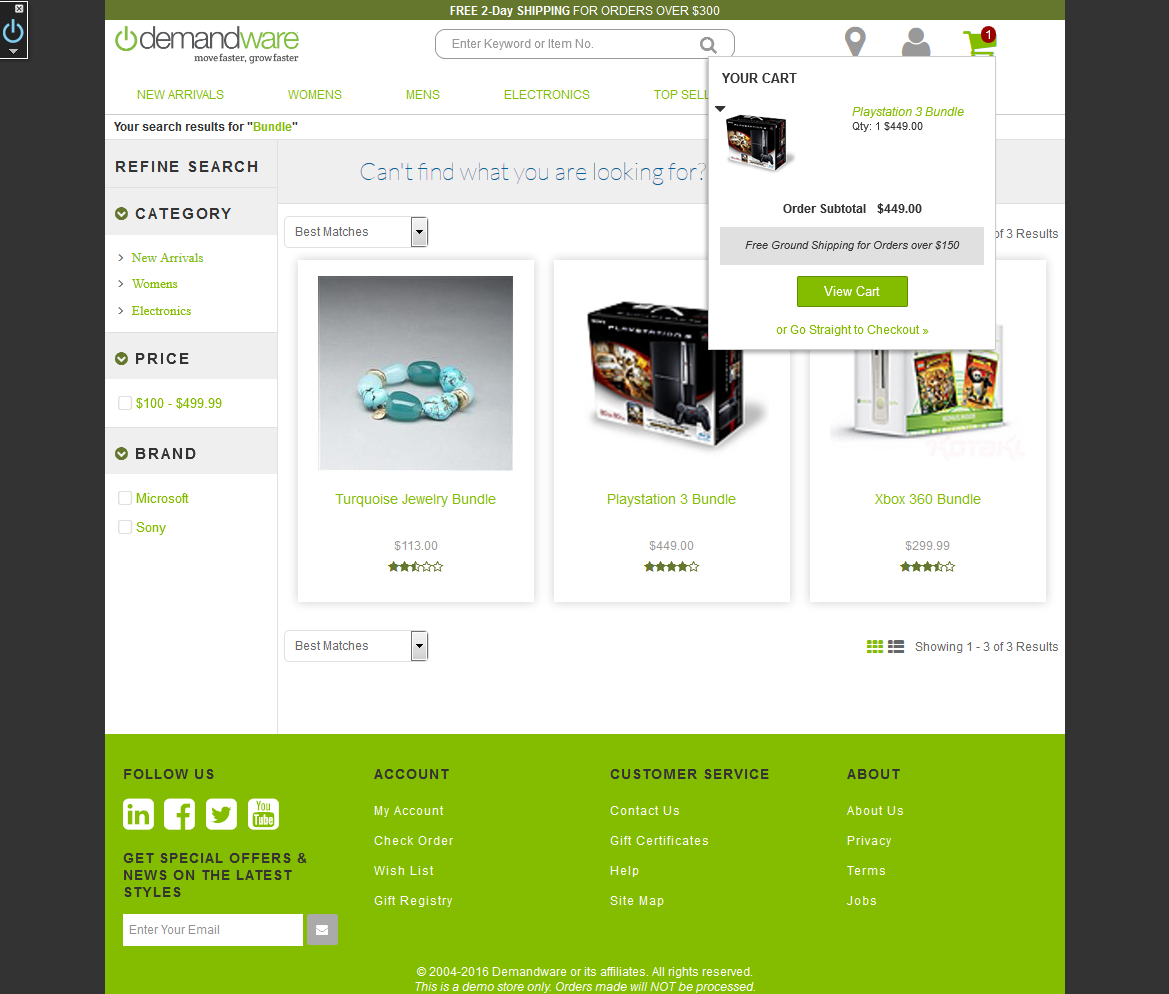 FREE 2-Day SHIPPING FOR ORDERS OVER $300
demandware
move faster, grow faster
Enter Keyword or Item No.
1
NEW ARRIVALS
WOMENS
MENS
ELECTRONICS
TOP SELL
YOUR CART
Playstation 3 Bundle
Qty: 1 $449.00
Order Subtotal $449.00
Free Ground Shipping for Orders over $150
View Cart
or Go Straight to Checkout »
Your search results for "Bundle"
REFINE SEARCH
CATEGORY
New Arrivals
Womens
Electronics
PRICE
$100 - $499.99
BRAND
Microsoft
Sony
Can't find what you are looking for?
Best Matches
of 3 Results
PLAYSTATION 3
KOTAKU
Turquoise Jewelry Bundle
$113.00
Playstation 3 Bundle
$449.00
Xbox 360 Bundle
$299.99
Best Matches
Showing 1 - 3 of 3 Results
FOLLOW US
in
You
Tube
GET SPECIAL OFFERS &
NEWS ON THE LATEST
STYLES
Enter Your Email
ACCOUNT
My Account
Check Order
Wish List
Gift Registry
CUSTOMER SERVICE
Contact Us
Gift Certificates
Help
Site Map
ABOUT
About Us
Privacy
Terms
Jobs
© 2004-2016 Demandware or its affiliates. All rights reserved.
This is a demo store only. Orders made will NOT be processed.